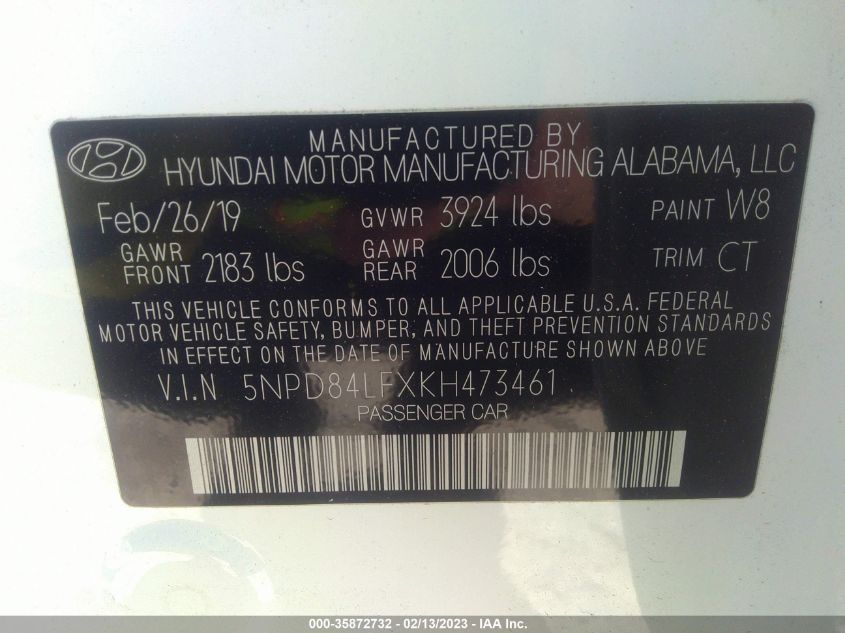 MANUFACTURED BY
HYUNDAI MOTOR MANUFACTURING ALABAMA, LLC
Feb/26/19 GVWR 3924 lbs PAINT W8
GAWR FRONT 2183 lbs GAWR REAR 2006 lbs TRIM CT
THIS VEHICLE CONFORMS TO ALL APPLICABLE U.S.A. FEDERAL
MOTOR VEHICLE SAFETY, BUMPER, AND THEFT PREVENTION STANDARDS
IN EFFECT ON THE DATE OF MANUFACTURE SHOWN ABOVE
V.I.N 5NPD84LFXKH473461
PASSENGER CAR
000-35872732 - 02/13/2023 - IAA Inc.